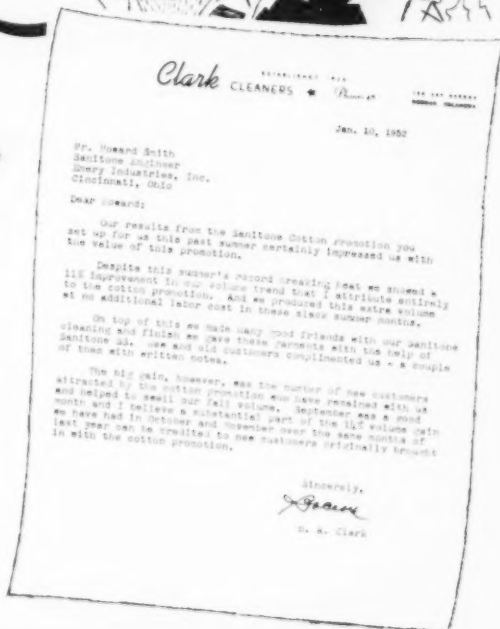 Clark CLEANERS
ESTABLISHED
Phone
Jan. 10, 1952
Mr. Howard Smith
Sanitone Engineer
Emery Industries, Inc.
Cincinnati, Ohio
Dear Howard:
Our results from the Sanitone Cotton Promotion you
set up for us this past summer certainly impressed us with
the value of this promotion.
Despite this summer's record breaking heat we showed a
11% improvement in our volume trend that I attribute entirely
to the cotton promotion. And we produced this extra volume
at no additional labor cost in these slack summer months.
On top of this we made many good friends with our Sanitone
cleaning and finish we gave these garments with the help of
Sanitone and old customers complimented us - a couple
of them with written notes.
The big gain, however, was the number of new customers
attracted by the cotton promotion who have remained with us
and helped to swell our fall volume. September was a good
month and I believe a substantial part of the volume gain
we have had in October and November over the same months of
last year can be credited to new customers originally brought
in with the cotton promotion.
Sincerely,
Clark